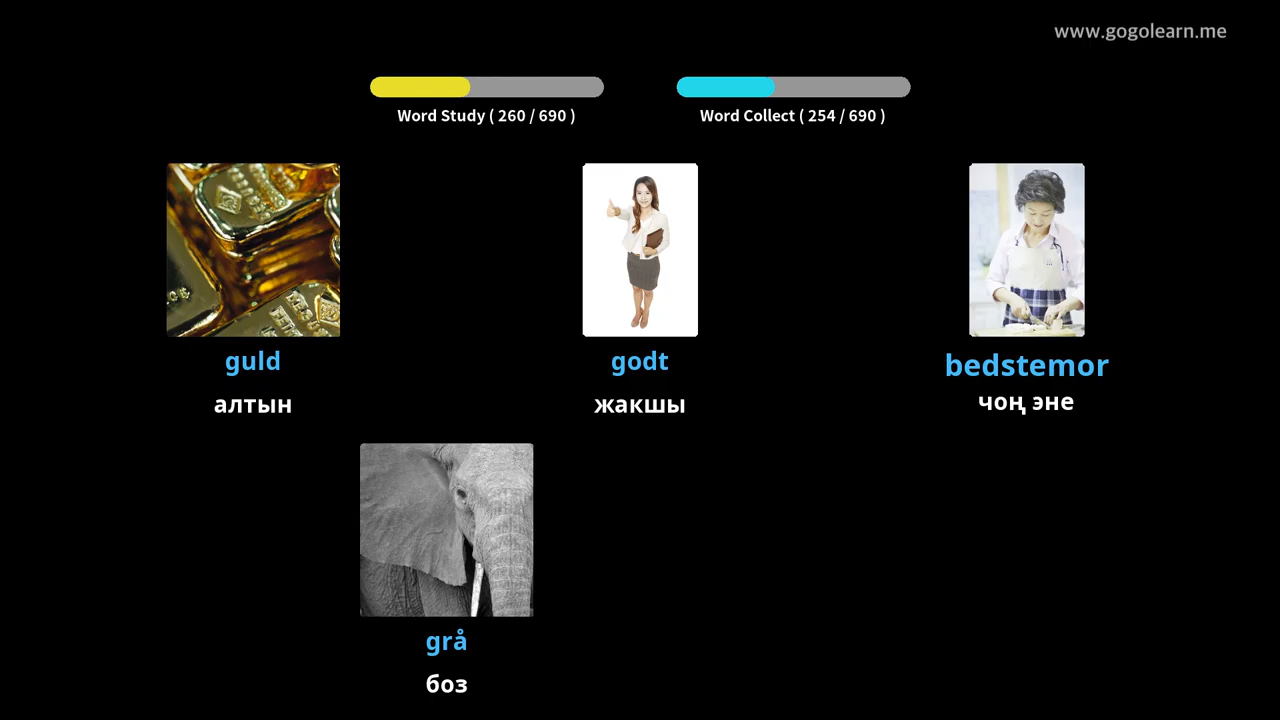 www.gogolearn.me
Word Study ( 260 / 690 )
Word Collect ( 254 / 690 )
guld
алтын
godt
жакшы
bedstemor
чоң эне
grå
боз